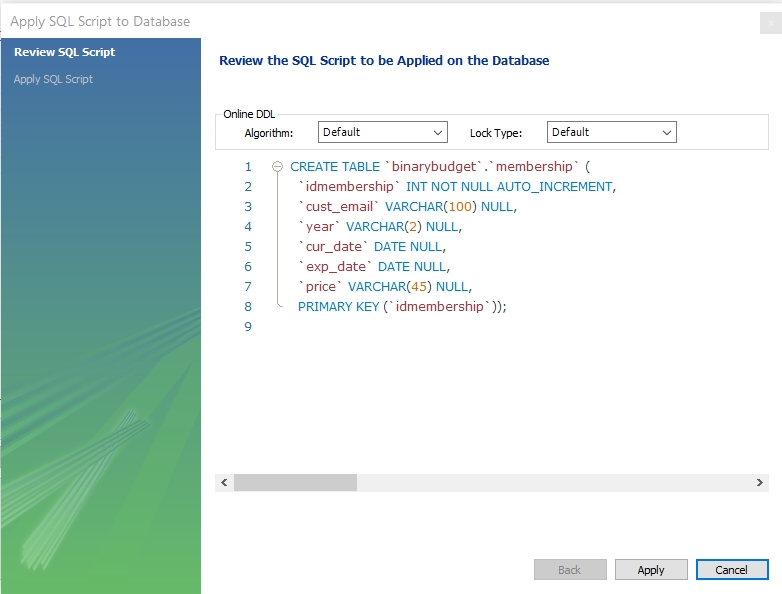 Apply SQL Script to Database
Review SQL Script
Apply SQL Script
Review the SQL Script to be Applied on the Database
Online DDL
Algorithm: Default Lock Type: Default
1 CREATE TABLE `binarybudget`.`membership` (
2 `idmembership` INT NOT NULL AUTO_INCREMENT,
3 `cust_email` VARCHAR(100) NULL,
4 `year` VARCHAR(2) NULL,
5 `cur_date` DATE NULL,
6 `exp_date` DATE NULL,
7 `price` VARCHAR(45) NULL,
8 PRIMARY KEY (`idmembership`));
9
Back Apply Cancel